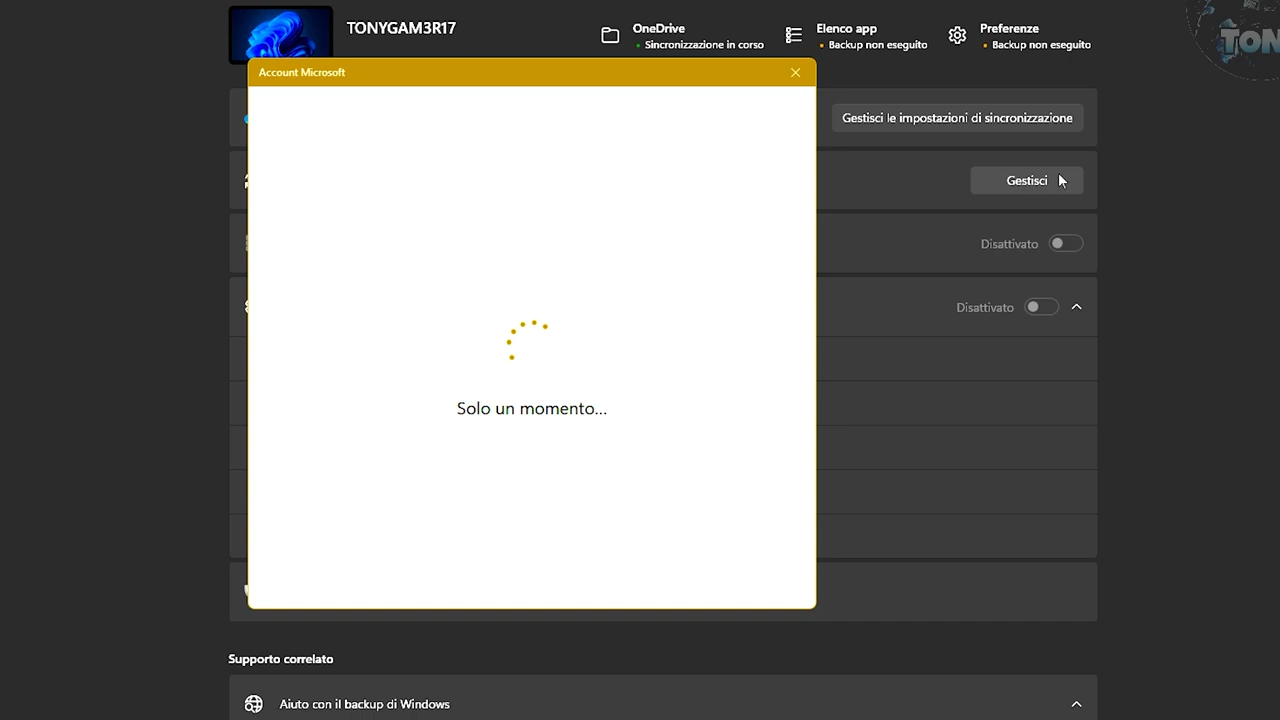 TONYGAM3R17
OneDrive
Sincronizzazione in corso
Elenco app
Backup non eseguito
Preferenze
Backup non eseguito
TON
Account Microsoft
Gestisci le impostazioni di sincronizzazione
Gestisci
Disattivato
Disattivato
Solo un momento...
Supporto correlato
Aiuto con il backup di Windows